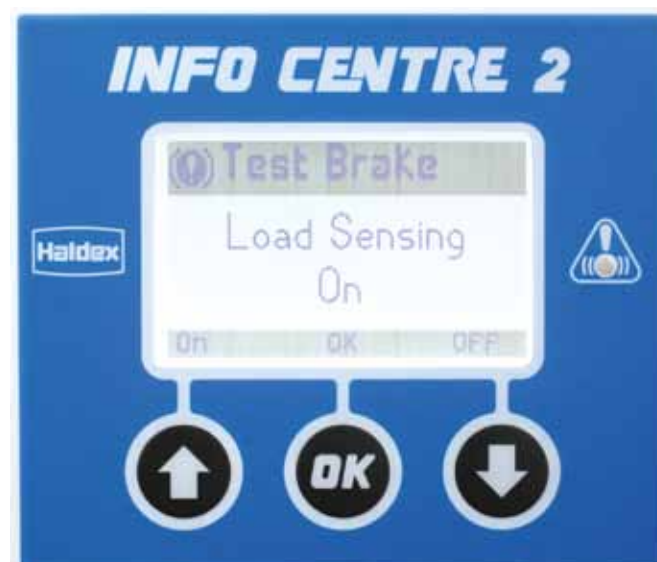 INFO CENTRE 2
Test Brake
Haldex
Load Sensing
On
On OK OFF
OK